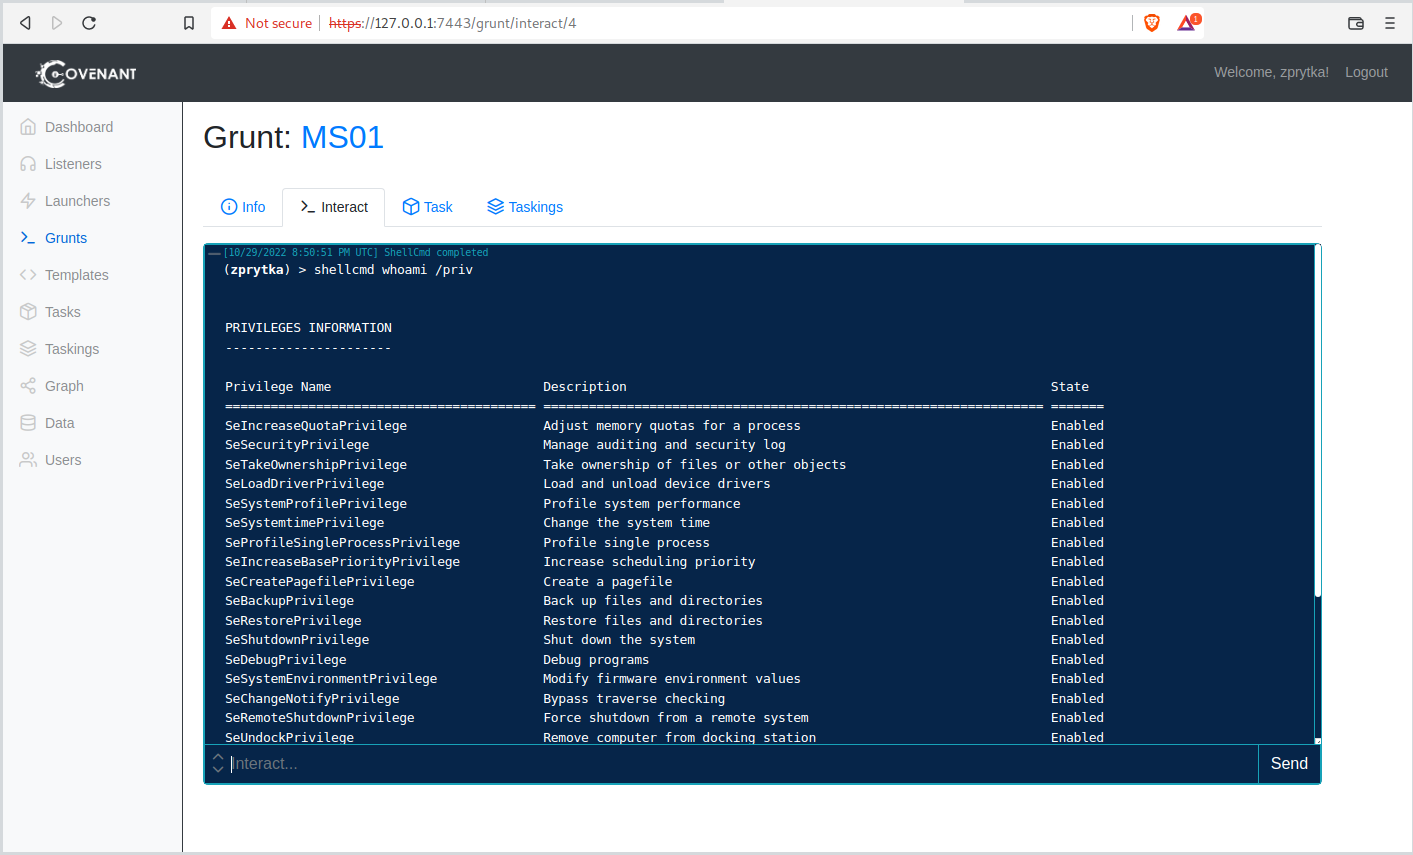 Not secure https://127.0.0.1:7443/grunt/interact/4 1
COVENANT Welcome, zprytka! Logout
Dashboard
Listeners
Launchers
Grunts
Templates
Tasks
Taskings
Graph
Data
Users
Grunt: MS01
Info Interact Task Taskings
[10/29/2022 8:50:51 PM UTC] ShellCmd completed
(zprytka) > shellcmd whoami /priv
PRIVILEGES INFORMATION
----------------------
Privilege Name Description State
========================================= ================================================================== =======
SeIncreaseQuotaPrivilege Adjust memory quotas for a process Enabled
SeSecurityPrivilege Manage auditing and security log Enabled
SeTakeOwnershipPrivilege Take ownership of files or other objects Enabled
SeLoadDriverPrivilege Load and unload device drivers Enabled
SeSystemProfilePrivilege Profile system performance Enabled
SeSystemtimePrivilege Change the system time Enabled
SeProfileSingleProcessPrivilege Profile single process Enabled
SeIncreaseBasePriorityPrivilege Increase scheduling priority Enabled
SeCreatePagefilePrivilege Create a pagefile Enabled
SeBackupPrivilege Back up files and directories Enabled
SeRestorePrivilege Restore files and directories Enabled
SeShutdownPrivilege Shut down the system Enabled
SeDebugPrivilege Debug programs Enabled
SeSystemEnvironmentPrivilege Modify firmware environment values Enabled
SeChangeNotifyPrivilege Bypass traverse checking Enabled
SeRemoteShutdownPrivilege Force shutdown from a remote system Enabled
SeUndockPrivilege Remove computer from docking station Enabled
Interact... Send